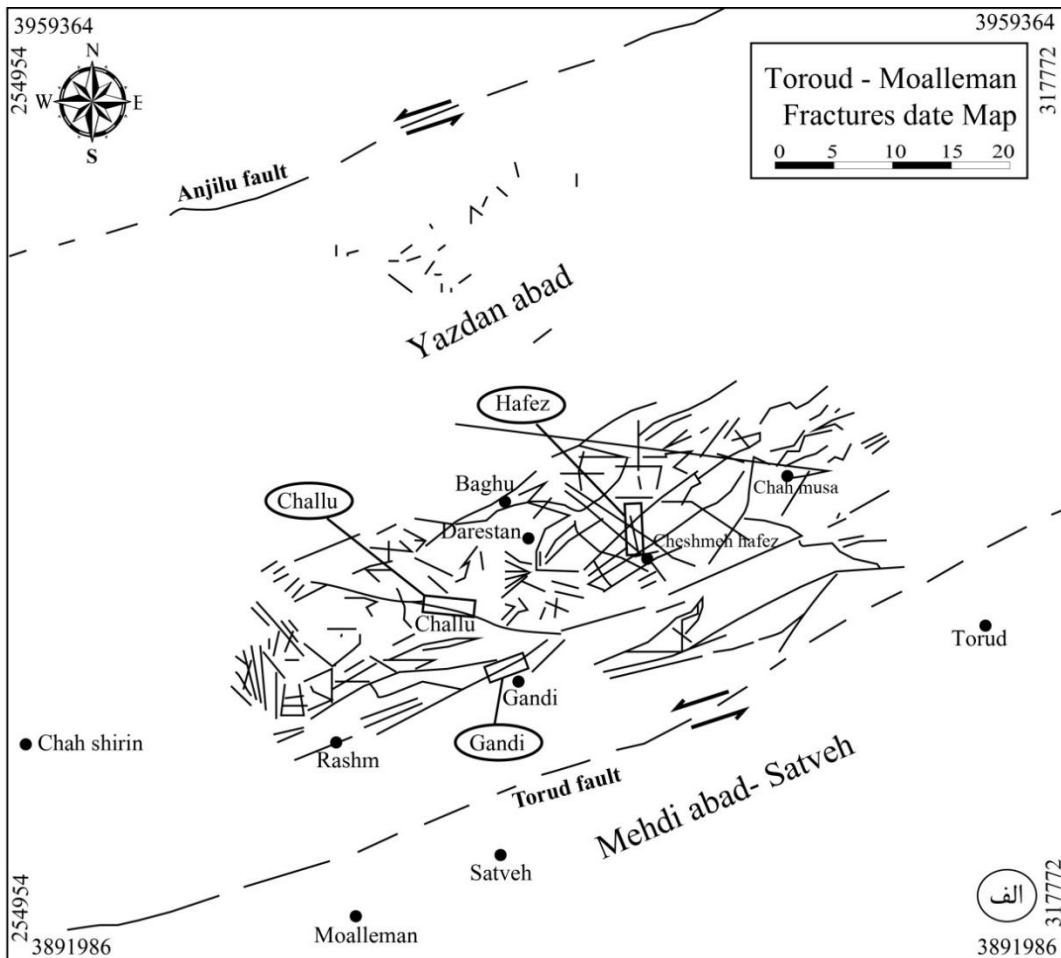 3959364
3959364
254954
317772
N
W
E
S
Toroud - Moalleman
Fractures date Map
0 5 10 15 20
Anjilu fault
Yazdan abad
Hafez
Baghu
Chah musa
Challu
Darestan
Cheshmeh hafez
Challu
Torud
Gandi
Chah shirin
Rashm
Gandi
Torud fault
Mehdi abad- Satveh
Satveh
Moalleman
الف
254954
317772
3891986
3891986